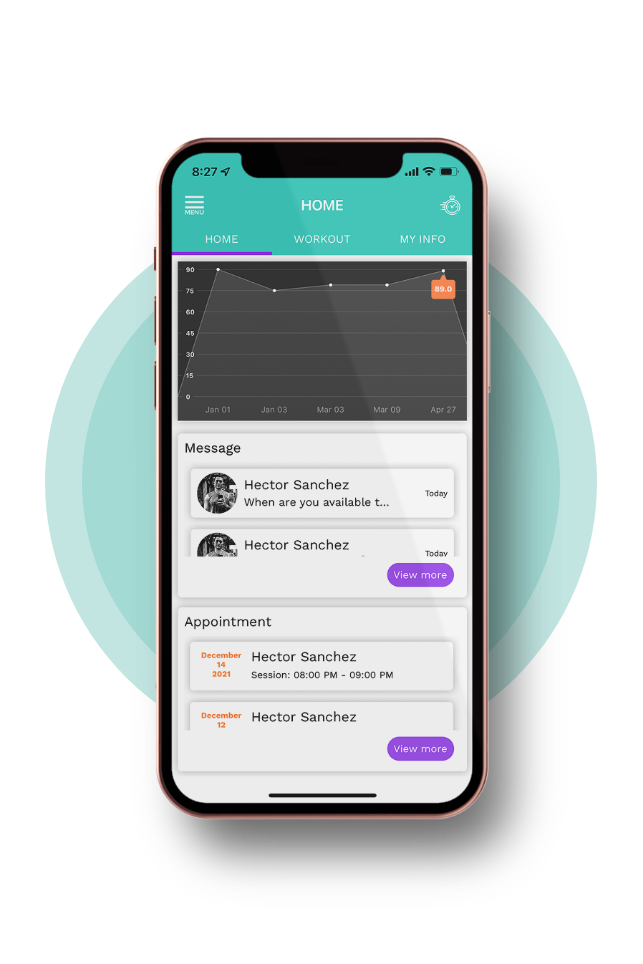 8:27
MENU
HOME
HOME WORKOUT MY INFO
90
89.0
75
60
45
30
15
0
Jan 01 Jan 03 Mar 03 Mar 09 Apr 27
Message
Hector Sanchez
When are you available t...
Today
Hector Sanchez
Today
View more
Appointment
December
14
2021
Hector Sanchez
Session: 08:00 PM - 09:00 PM
December
12
Hector Sanchez
View more